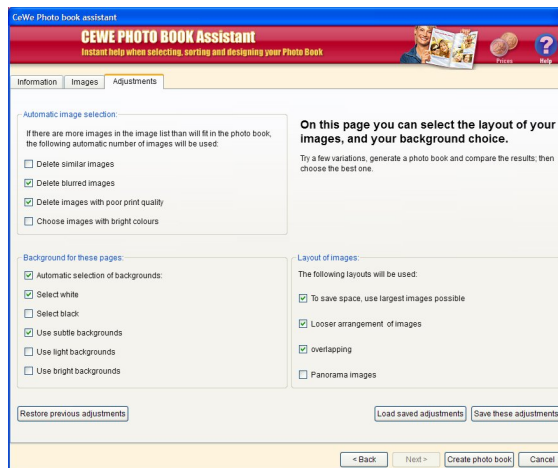 CeWe Photo book assistant
CEWE PHOTO BOOK Assistant
Instant help when selecting, sorting and designing your Photo Book
Prices
Help
Information
Images
Adjustments
Automatic image selection:
If there are more images in the image list than will fit in the photo book,
the following automatic number of images will be used:
Delete similar images
Delete blurred images
Delete images with poor print quality
Choose images with bright colours
On this page you can select the layout of your
images, and your background choice.
Try a few variations, generate a photo book and compare the results; then
choose the best one.
Background for these pages:
Automatic selection of backgrounds:
Select white
Select black
Use subtle backgrounds
Use light backgrounds
Use bright backgrounds
Layout of images:
The following layouts will be used:
To save space, use largest images possible
Looser arrangement of images
overlapping
Panorama images
Restore previous adjustments
Load saved adjustments
Save these adjustments
< Back
Next >
Create photo book
Cancel